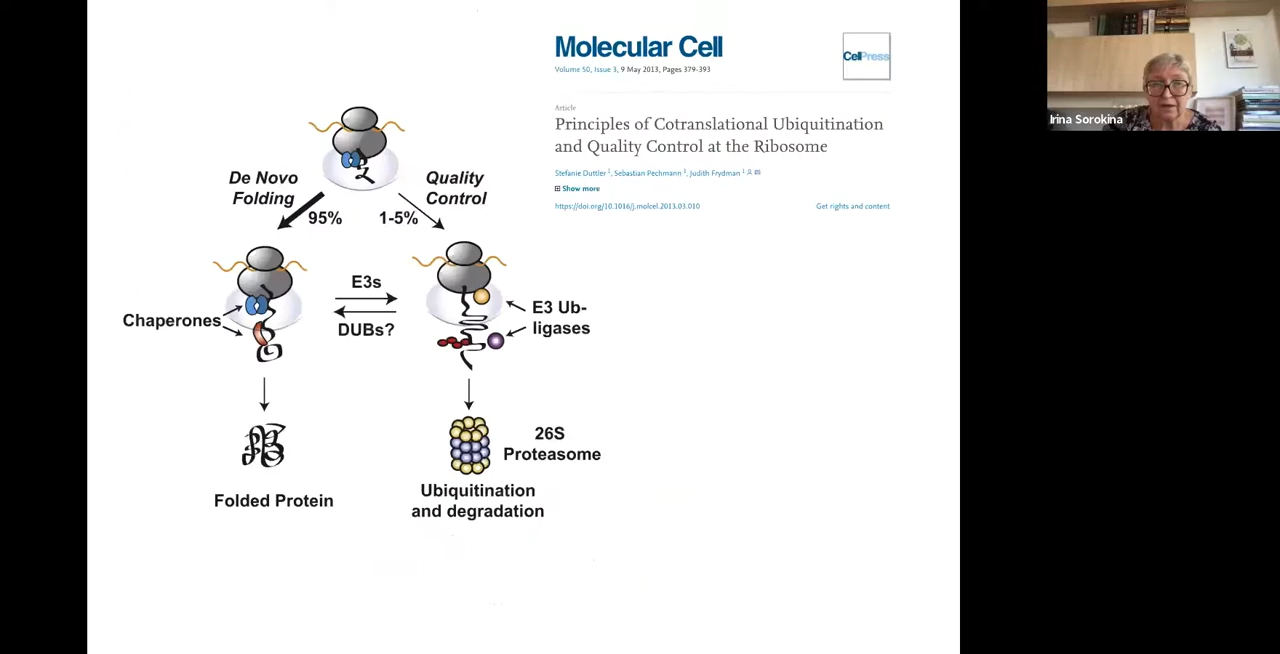 Molecular Cell
Volume 50, Issue 3, 9 May 2013, Pages 379-393
CellPress
Article
Principles of Cotranslational Ubiquitination
and Quality Control at the Ribosome
Stefanie Duttler 1, Sebastian Pechmann 1, Judith Frydman 1
Show more
https://doi.org/10.1016/j.molcel.2013.03.010
Get rights and content
Irina Sorokina
De Novo
Folding
95%
Quality
Control
1-5%
Chaperones
E3s
DUBs?
E3 Ub-
ligases
Folded Protein
26S
Proteasome
Ubiquitination
and degradation